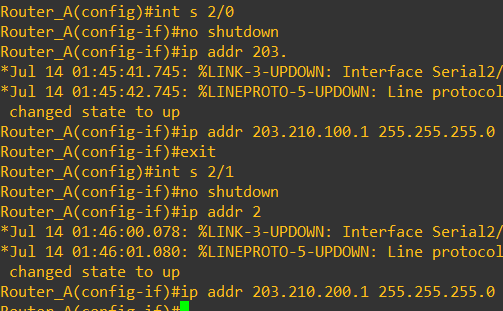 Router_A(config)#int s 2/0
Router_A(config-if)#no shutdown
Router_A(config-if)#ip addr 203.
*Jul 14 01:45:41.745: %LINK-3-UPDOWN: Interface Serial2/
*Jul 14 01:45:42.745: %LINEPROTO-5-UPDOWN: Line protocol
 changed state to up
Router_A(config-if)#ip addr 203.210.100.1 255.255.255.0
Router_A(config-if)#exit
Router_A(config)#int s 2/1
Router_A(config-if)#no shutdown
Router_A(config-if)#ip addr 2
*Jul 14 01:46:00.078: %LINK-3-UPDOWN: Interface Serial2/
*Jul 14 01:46:01.080: %LINEPROTO-5-UPDOWN: Line protocol
 changed state to up
Router_A(config-if)#ip addr 203.210.200.1 255.255.255.0
Router_A(config-if)#